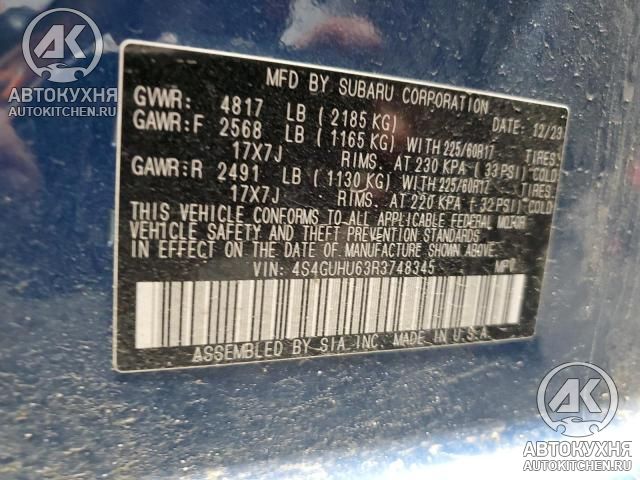 AK
АВТОКУХНЯ
AUTOKITCHEN.RU
MFD BY SUBARU CORPORATION
GVWR: 4817 LB (2185 KG) DATE: 12/23
GAWR:F 2568 LB (1165 KG) WITH 225/60R17 TIRES
17X7J RIMS, AT 230 KPA (33 PSI) COLD
GAWR:R 2491 LB (1130 KG) WITH 225/60R17 TIRES
17X7J RIMS, AT 220 KPA (32 PSI) COLD
THIS VEHICLE CONFORMS TO ALL APPLICABLE FEDERAL MOTOR
VEHICLE SAFETY AND THEFT PREVENTION STANDARDS
IN EFFECT ON THE DATE OF MANUFACTURE SHOWN ABOVE.
VIN: 4S4GUHU63R3748345 MPV
ASSEMBLED BY SIA, INC. MADE IN U.S.A.
AK
АВТОКУХНЯ
AUTOKITCHEN.RU